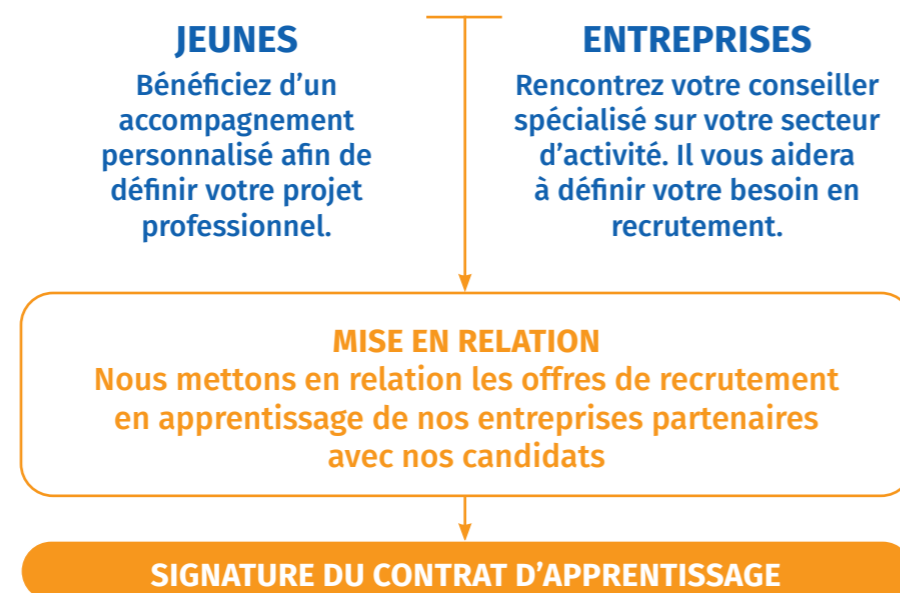 JEUNES
Bénéficiez d’un
accompagnement
personnalisé afin de
définir votre projet
professionnel.
ENTREPRISES
Rencontrez votre conseiller
spécialisé sur votre secteur
d’activité. Il vous aidera
à définir votre besoin en
recrutement.
MISE EN RELATION
Nous mettons en relation les offres de recrutement
en apprentissage de nos entreprises partenaires
avec nos candidats
SIGNATURE DU CONTRAT D’APPRENTISSAGE